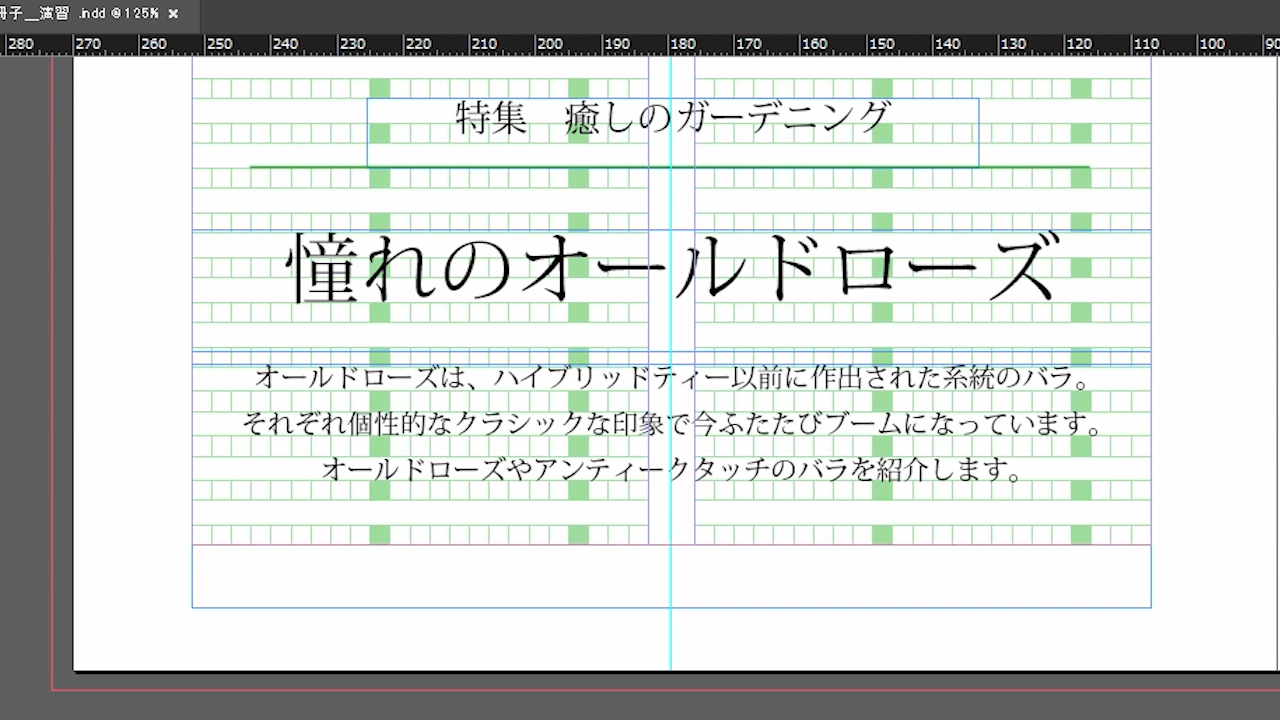 冊子__演習 .indd @125% ×
280 270 260 250 240 230 220 210 200 190 180 170 160 150 140 130 120 110 100 90
特集　癒しのガーデニング
憧れのオールドローズ
オールドローズは、ハイブリッドティー以前に作出された系統のバラ。
それぞれ個性的なクラシックな印象で今ふたたびブームになっています。
オールドローズやアンティークタッチのバラを紹介します。